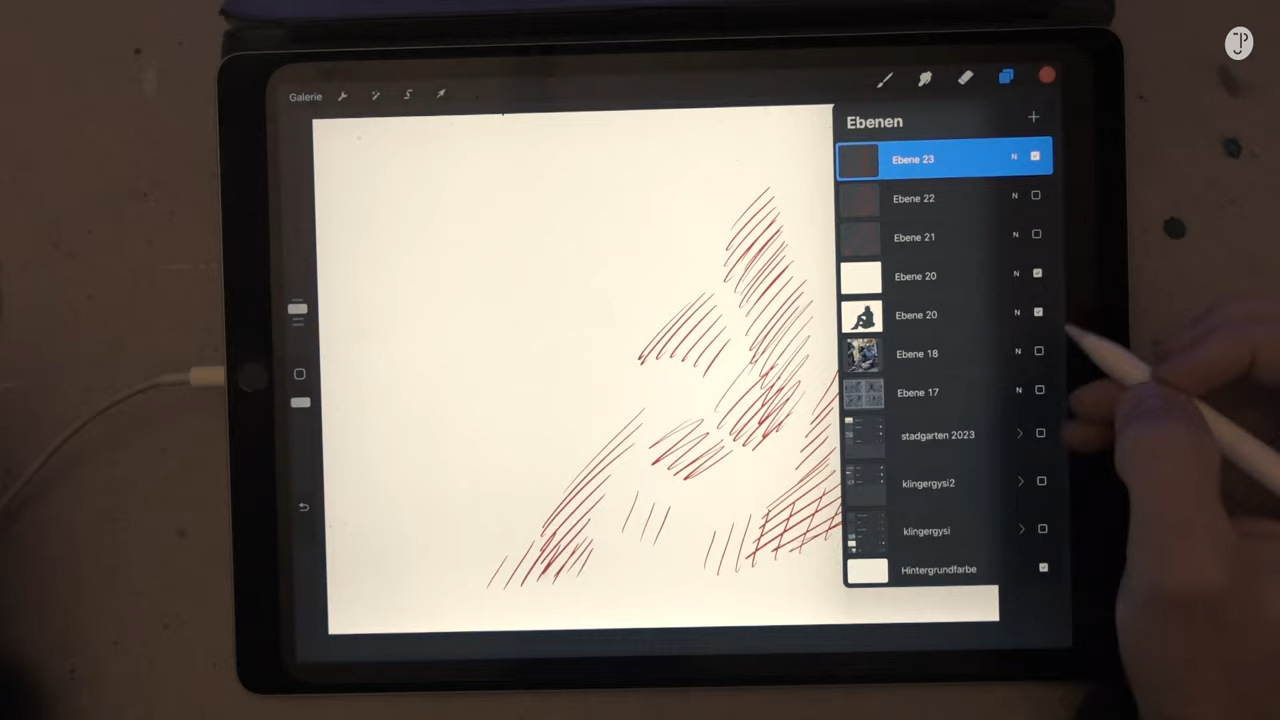 Galerie
Ebenen
Ebene 23 N
Ebene 22 N
Ebene 21 N
Ebene 20 N
Ebene 20 N
Ebene 18 N
Ebene 17 N
stadgarten 2023
klingergysi2
klingergysi
Hintergrundfarbe